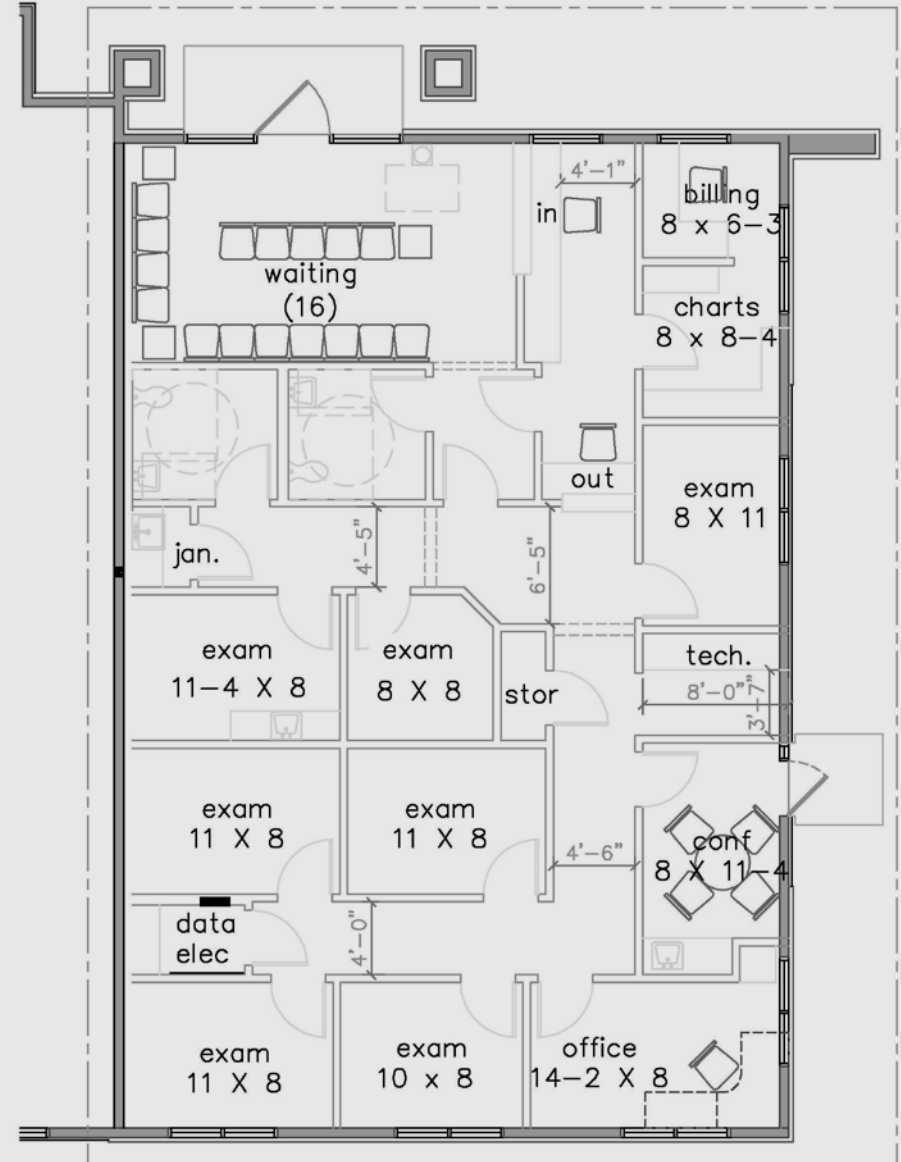 4'-1"
in
billing
8 x 6-3
waiting
(16)
charts
8 x 8-4
out
exam
8 X 11
jan.
4'-5"
6'-5"
exam
11-4 X 8
exam
8 X 8
stor
tech.
8'-0"
3'-7"
exam
11 X 8
exam
11 X 8
4'-6"
conf
8 X 11-4
data
elec
4'-0"
exam
11 X 8
exam
10 x 8
office
14-2 X 8